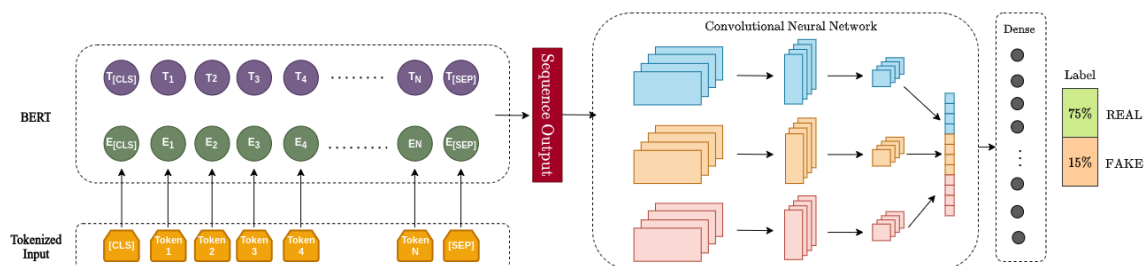 Convolutional Neural Network
Dense
Label
T[CLS] T1 T2 T3 T4 TN T[SEP]
Sequence Output
75% REAL
BERT
E[CLS] E1 E2 E3 E4 EN E[SEP]
15% FAKE
Tokenized
Input
[CLS]
Token
1
Token
2
Token
3
Token
4
Token
N
[SEP]